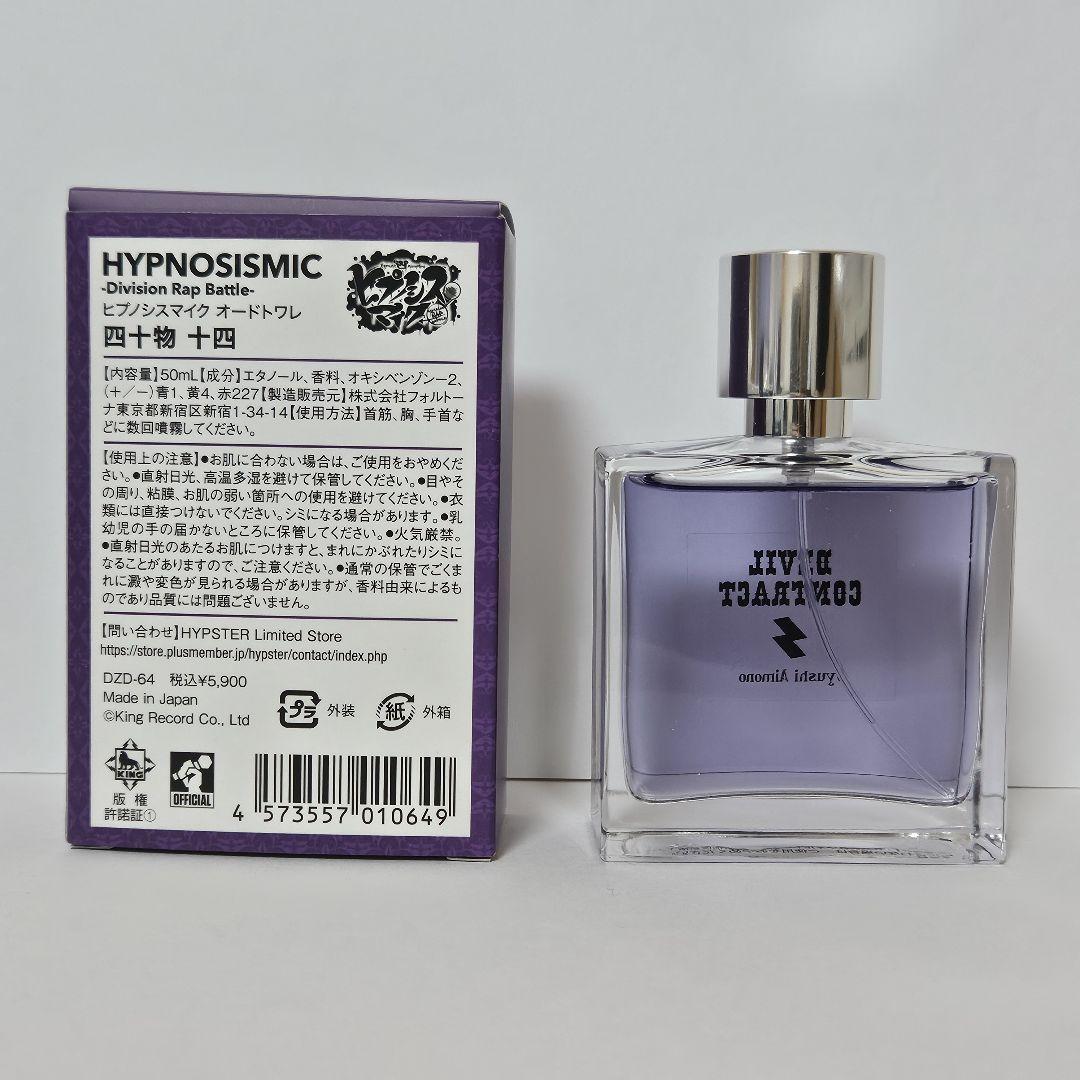 HYPNOSISMIC
-Division Rap Battle-
ヒプノシスマイク オードトワレ
四十物 十四
ヒプノシス
マイク
【内容量】50mL【成分】エタノール、香料、オキシベンゾン−2、
(＋/−)青1、黄4、赤227【製造販売元】株式会社フォルトー
ナ東京都新宿区新宿1-34-14【使用方法】首筋、胸、手首な
どに数回噴霧してください。
【使用上の注意】●お肌に合わない場合は、ご使用をおやめくだ
さい。●直射日光、高温多湿を避けて保管してください。●目やそ
の周り、粘膜、お肌の弱い箇所への使用を避けてください。●衣
類には直接つけないでください。シミになる場合があります。●乳
幼児の手の届かないところに保管してください。●火気厳禁。
●直射日光のあたるお肌につけますと、まれにかぶれたりシミに
なることがありますので、ご注意ください。●通常の保管でごくま
れに澱や変色が見られる場合がありますが、香料由来によるも
のであり品質には問題ございません。
【問い合わせ】HYPSTER Limited Store
https://store.plusmember.jp/hypster/contact/index.php
DZD-64 税込¥5,900
Made in Japan
©King Record Co., Ltd
プラ 外装 紙 外箱
KING
OFFICIAL
版権
許諾証①
4 573557 010649
DEVIL
CONTRACT
yushi Aimono